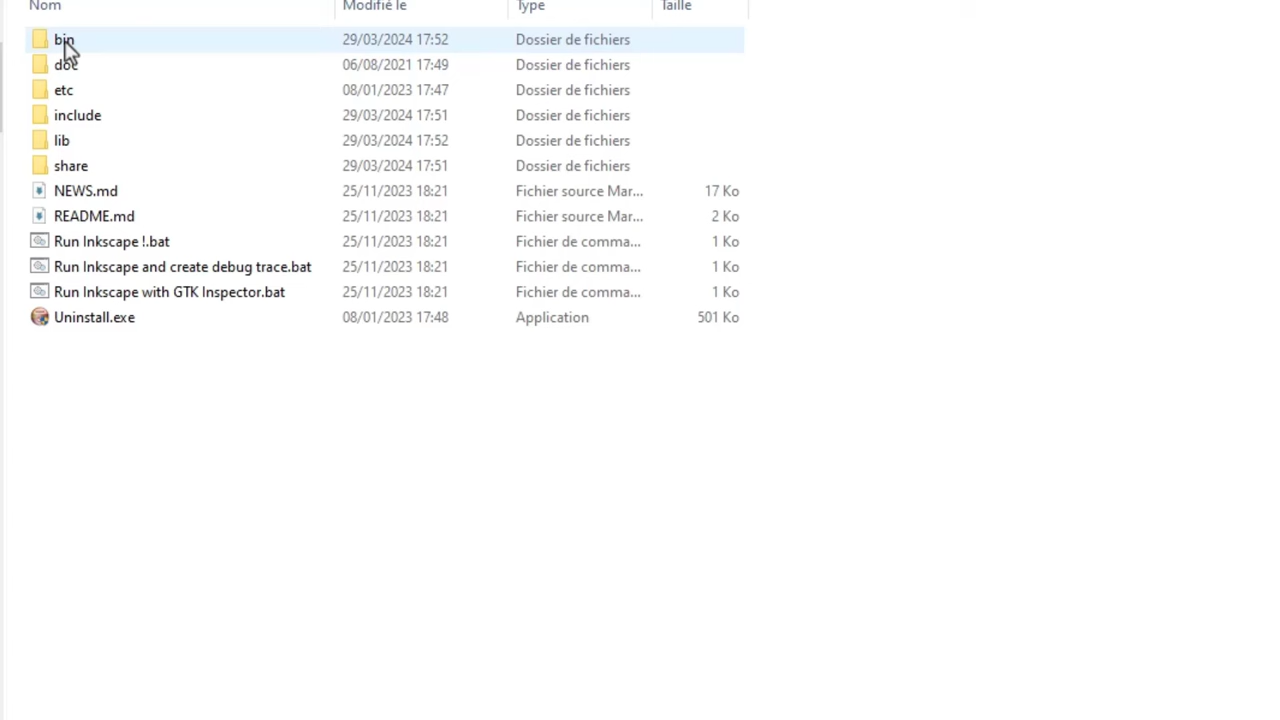 Nom Modifié le Type Taille
bin 29/03/2024 17:52 Dossier de fichiers
doc 06/08/2021 17:49 Dossier de fichiers
etc 08/01/2023 17:47 Dossier de fichiers
include 29/03/2024 17:51 Dossier de fichiers
lib 29/03/2024 17:52 Dossier de fichiers
share 29/03/2024 17:51 Dossier de fichiers
NEWS.md 25/11/2023 18:21 Fichier source Mar... 17 Ko
README.md 25/11/2023 18:21 Fichier source Mar... 2 Ko
Run Inkscape !.bat 25/11/2023 18:21 Fichier de comma... 1 Ko
Run Inkscape and create debug trace.bat 25/11/2023 18:21 Fichier de comma... 1 Ko
Run Inkscape with GTK Inspector.bat 25/11/2023 18:21 Fichier de comma... 1 Ko
Uninstall.exe 08/01/2023 17:48 Application 501 Ko